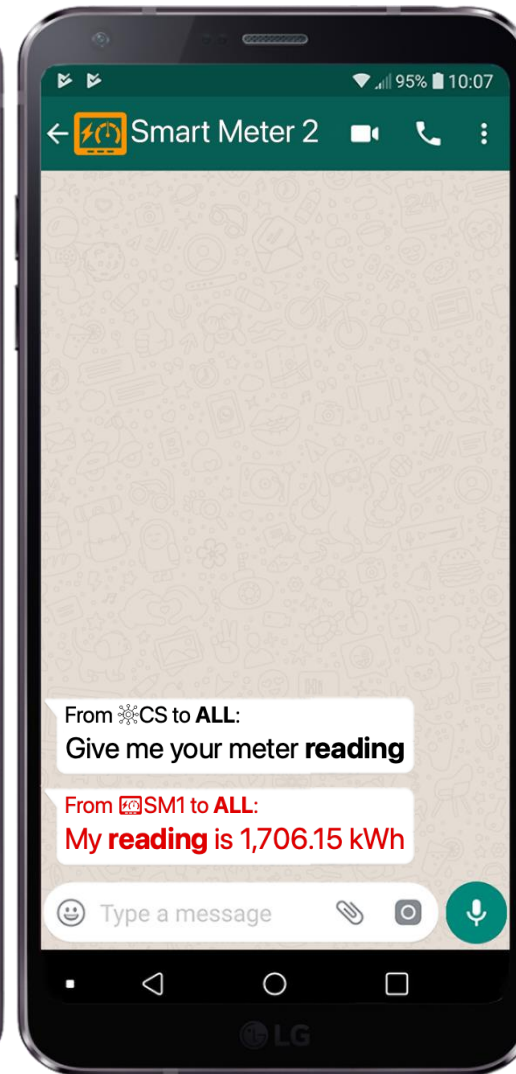 95% 10:07
Smart Meter 2
From CS to ALL:
Give me your meter reading
From SM1 to ALL:
My reading is 1,706.15 kWh
Type a message
LG